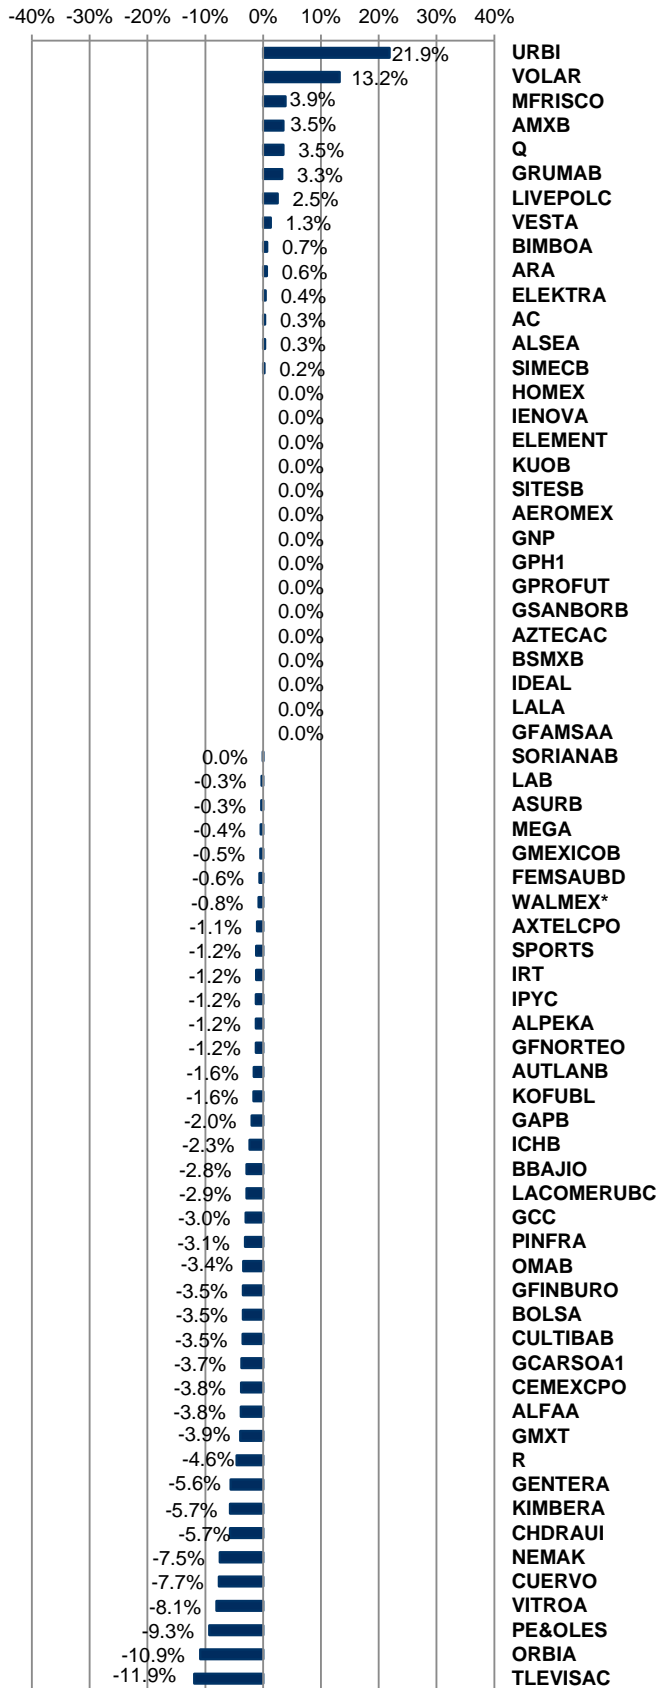 -40% -20% -10% 0% 10% 20% 30% 40%
21.9% URBI
13.2% VOLAR
3.9% MFRISCO
3.5% AMXB
3.5% Q
3.3% GRUMAB
2.5% LIVEPOLC
1.3% VESTA
0.7% BIMBOA
0.6% ARA
0.4% ELEKTRA
0.3% AC
0.3% ALSEA
0.2% SIMECB
0.0% HOMEX
0.0% IENOVA
0.0% ELEMENT
0.0% KUOB
0.0% SITESB
0.0% AEROMEX
0.0% GNP
0.0% GPH1
0.0% GPROFUT
0.0% GSANBORB
0.0% AZTECAC
0.0% BSMXB
0.0% IDEAL
0.0% LALA
0.0% GFAMSAA
0.0% SORIANAB
-0.3% LAB
-0.3% ASURB
-0.4% MEGA
-0.5% GMEXICOB
-0.6% FEMSAUBD
-0.8% WALMEX*
-1.1% AXTELCPO
-1.2% SPORTS
-1.2% IRT
-1.2% IPYC
-1.2% ALPEKA
-1.2% GFNORTEO
-1.6% AUTLANB
-1.6% KOFUBL
-2.0% GAPB
-2.3% ICHB
-2.8% BBAJIO
-2.9% LACOMERUBC
-3.0% GCC
-3.1% PINFRA
-3.4% OMAB
-3.5% GFINBURO
-3.5% BOLSA
-3.5% CULTIBAB
-3.7% GCARSOA1
-3.8% CEMEXCPO
-3.8% ALFAA
-3.9% GMXT
-4.6% R
-5.6% GENTERA
-5.7% KIMBERA
-5.7% CHDRAUI
-7.5% NEMAK
-7.7% CUERVO
-8.1% VITROA
-9.3% PE&OLES
-10.9% ORBIA
-11.9% TLEVISAC